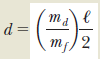 d = (m_d / m_f) ℓ / 2